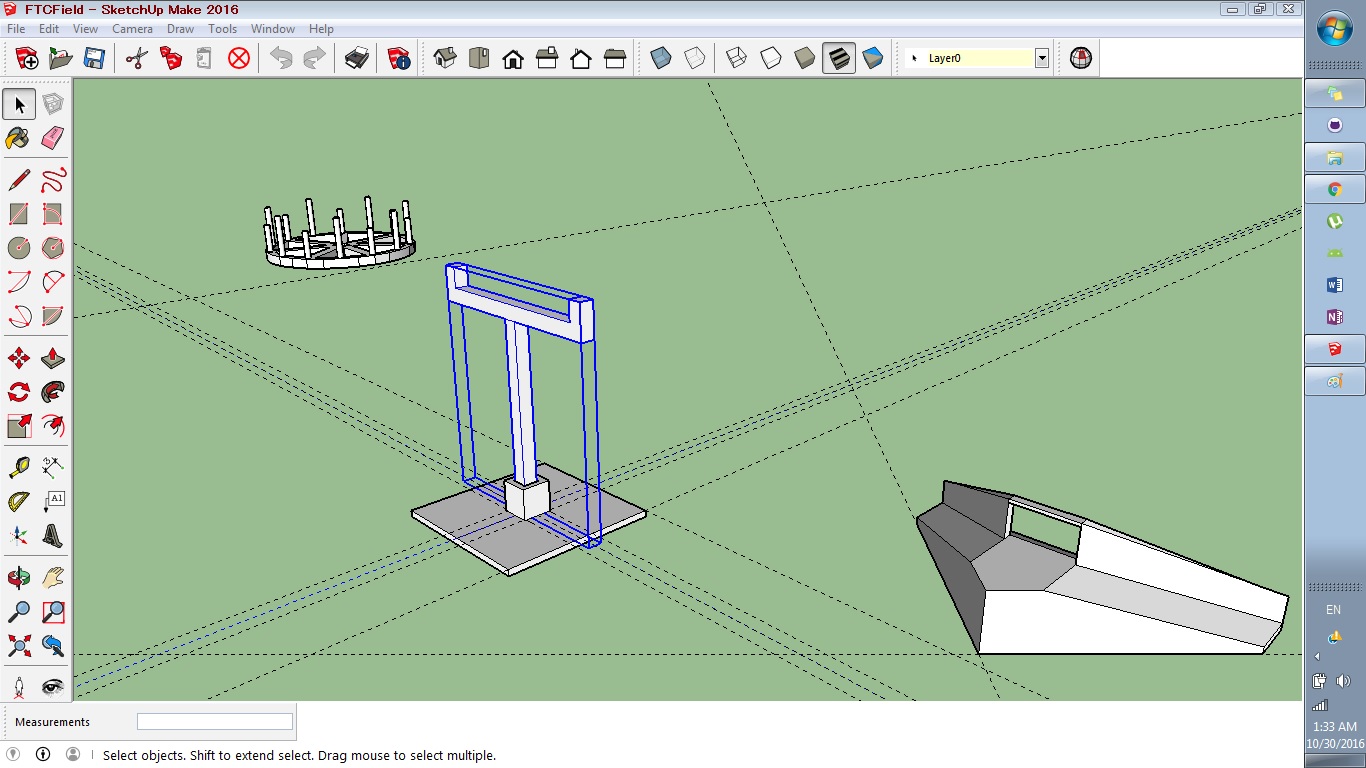 FTCField - SketchUp Make 2016
File Edit View Camera Draw Tools Window Help
Layer0
A1
EN
Measurements
1:33 AM
10/30/2016
Select objects. Shift to extend select. Drag mouse to select multiple.